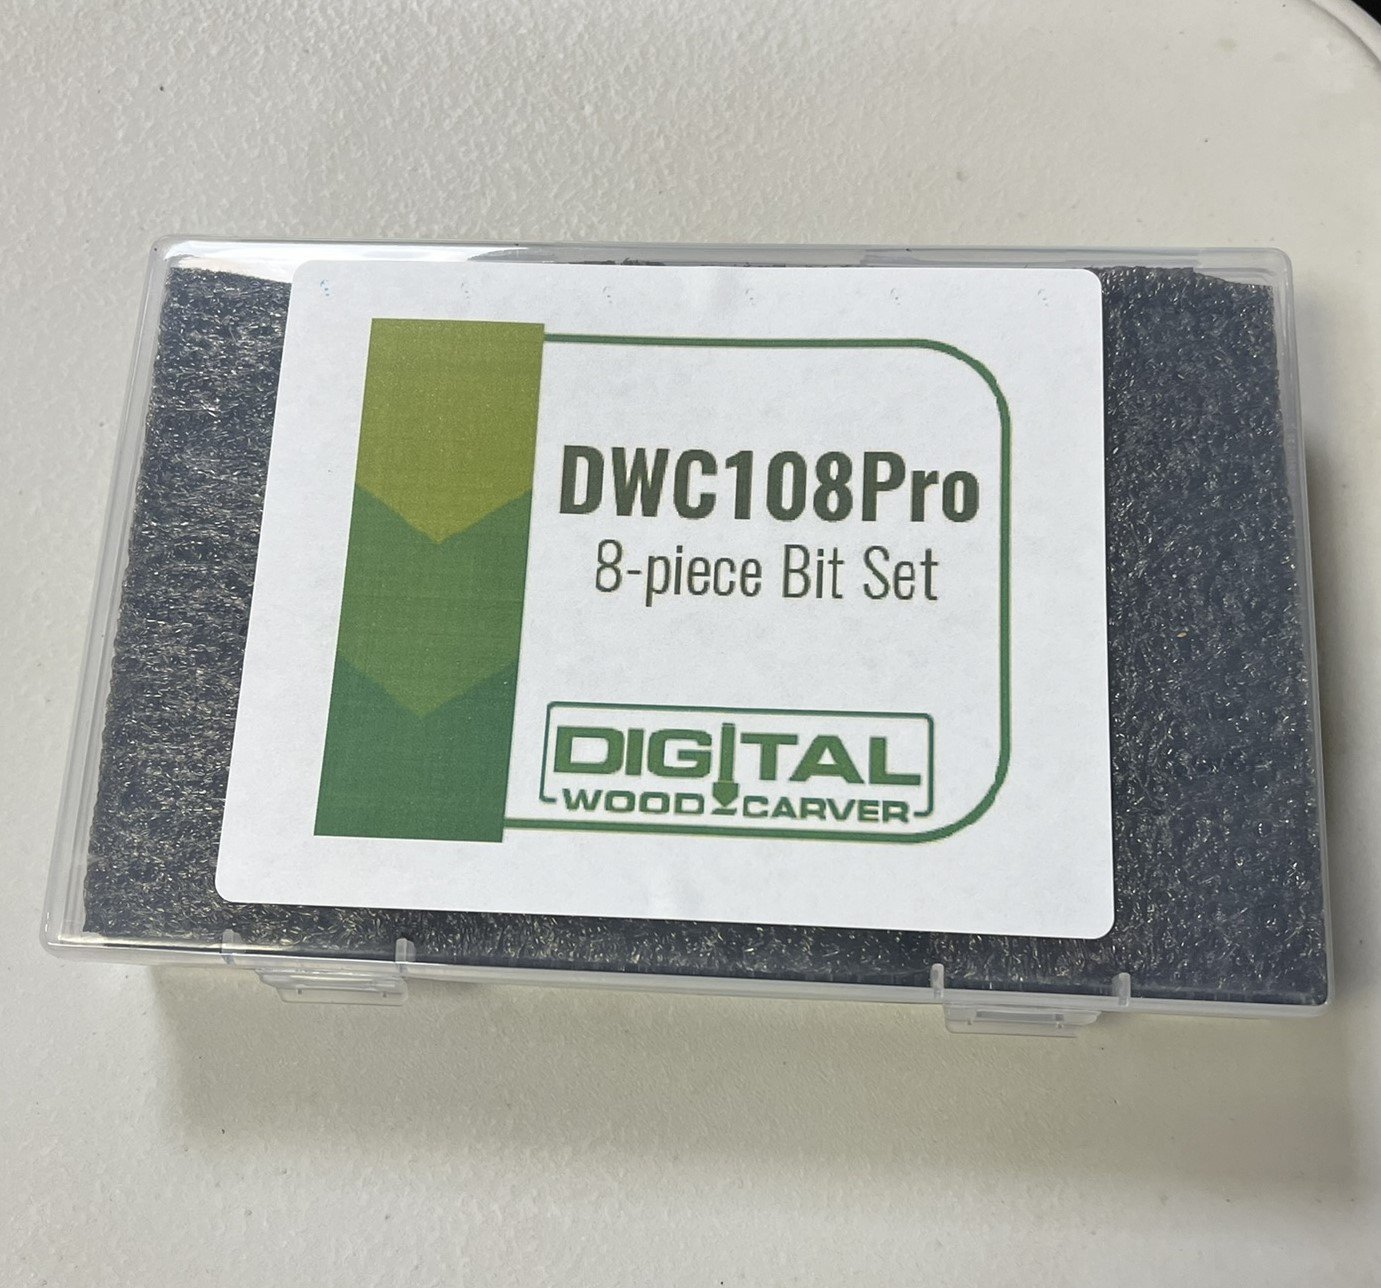 DWC108Pro
8-piece Bit Set
DIGITAL
WOOD CARVER